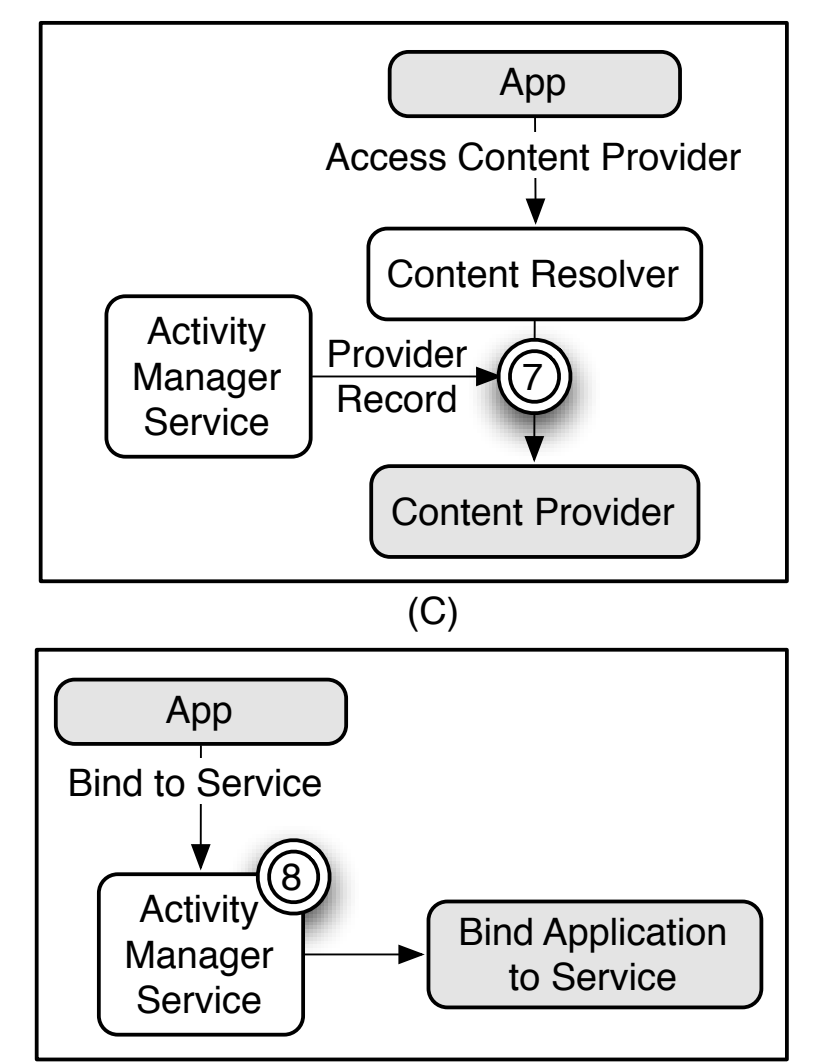 App
Access Content Provider
Content Resolver
Activity
Manager
Service
Provider
Record
7
Content Provider
(C)
App
Bind to Service
8
Activity
Manager
Service
Bind Application
to Service